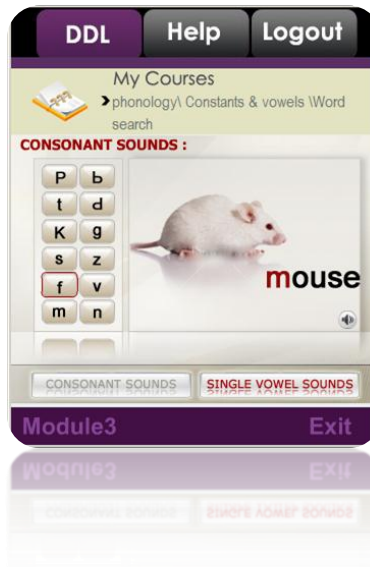 DDL Help Logout
My Courses
phonology\ Constants & vowels \Word
search
CONSONANT SOUNDS :
P b
t d
K g
s z
f v
m n
mouse
CONSONANT SOUNDS SINGLE VOWEL SOUNDS
Module3 Exit